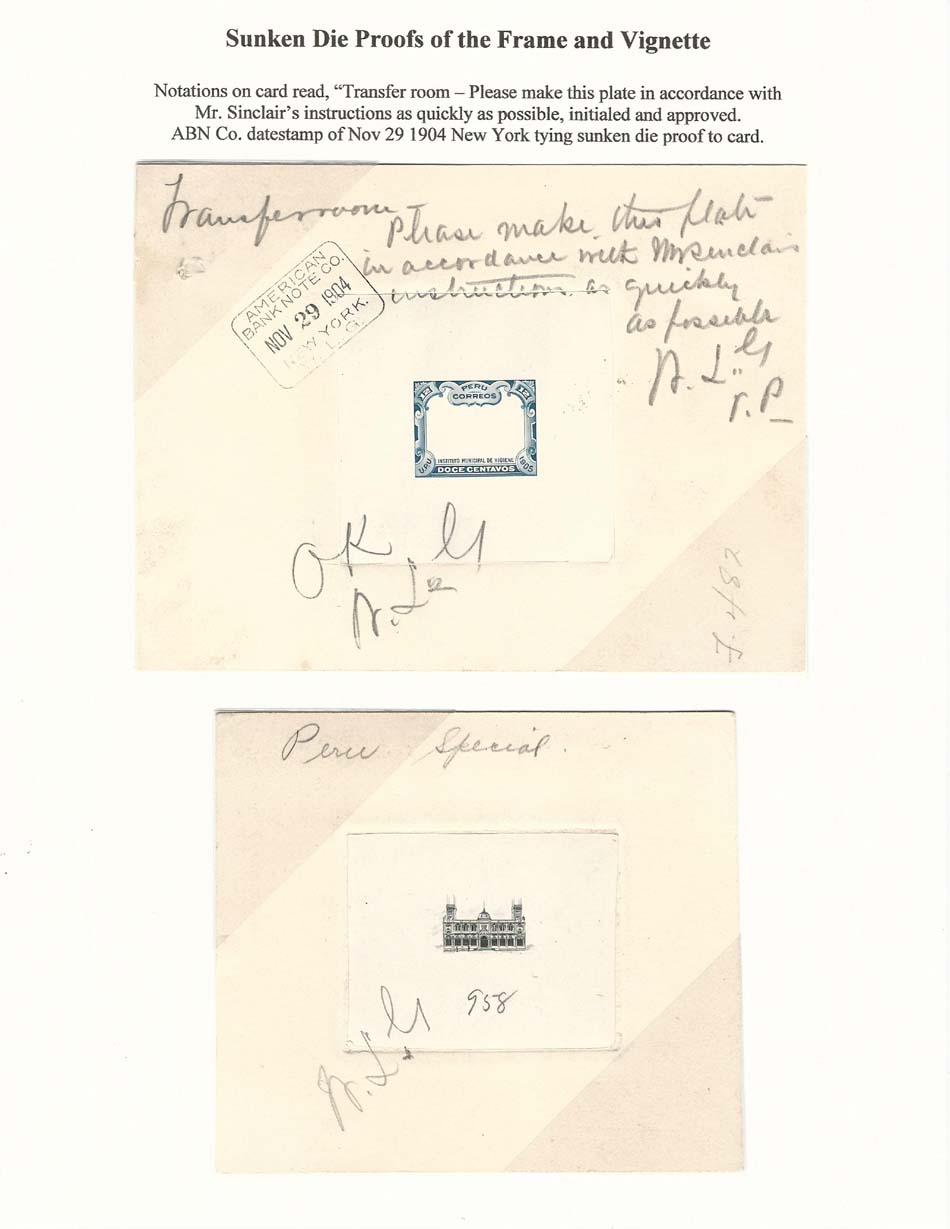 Sunken Die Proofs of the Frame and Vignette
Notations on card read, “Transfer room – Please make this plate in accordance with
Mr. Sinclair’s instructions as quickly as possible, initialed and approved.
ABN Co. datestamp of Nov 29 1904 New York tying sunken die proof to card.
Transfer room –
Please make this plate
in accordance with Mr Sinclairs
instructions as quickly
as possible
r.P
AMERICAN
BANK NOTE CO.
NOV 29 1904
NEW YORK.
L.G.
12 PERU 12
CORREOS
U.P.U. INSTITUTO MUNICIPAL DE HIGIENE 1905
DOCE CENTAVOS
OK
J.482
Peru Special.
958